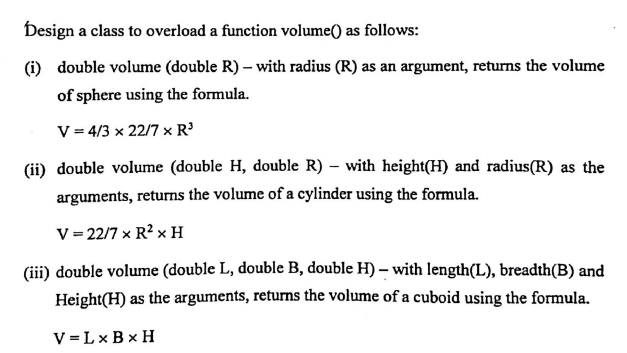 Design a class to overload a function volume() as follows:
(i) double volume (double R) – with radius (R) as an argument, returns the volume
of sphere using the formula.
V = 4/3 × 22/7 × R³
(ii) double volume (double H, double R) – with height(H) and radius(R) as the
arguments, returns the volume of a cylinder using the formula.
V = 22/7 × R² × H
(iii) double volume (double L, double B, double H) – with length(L), breadth(B) and
Height(H) as the arguments, returns the volume of a cuboid using the formula.
V = L × B × H